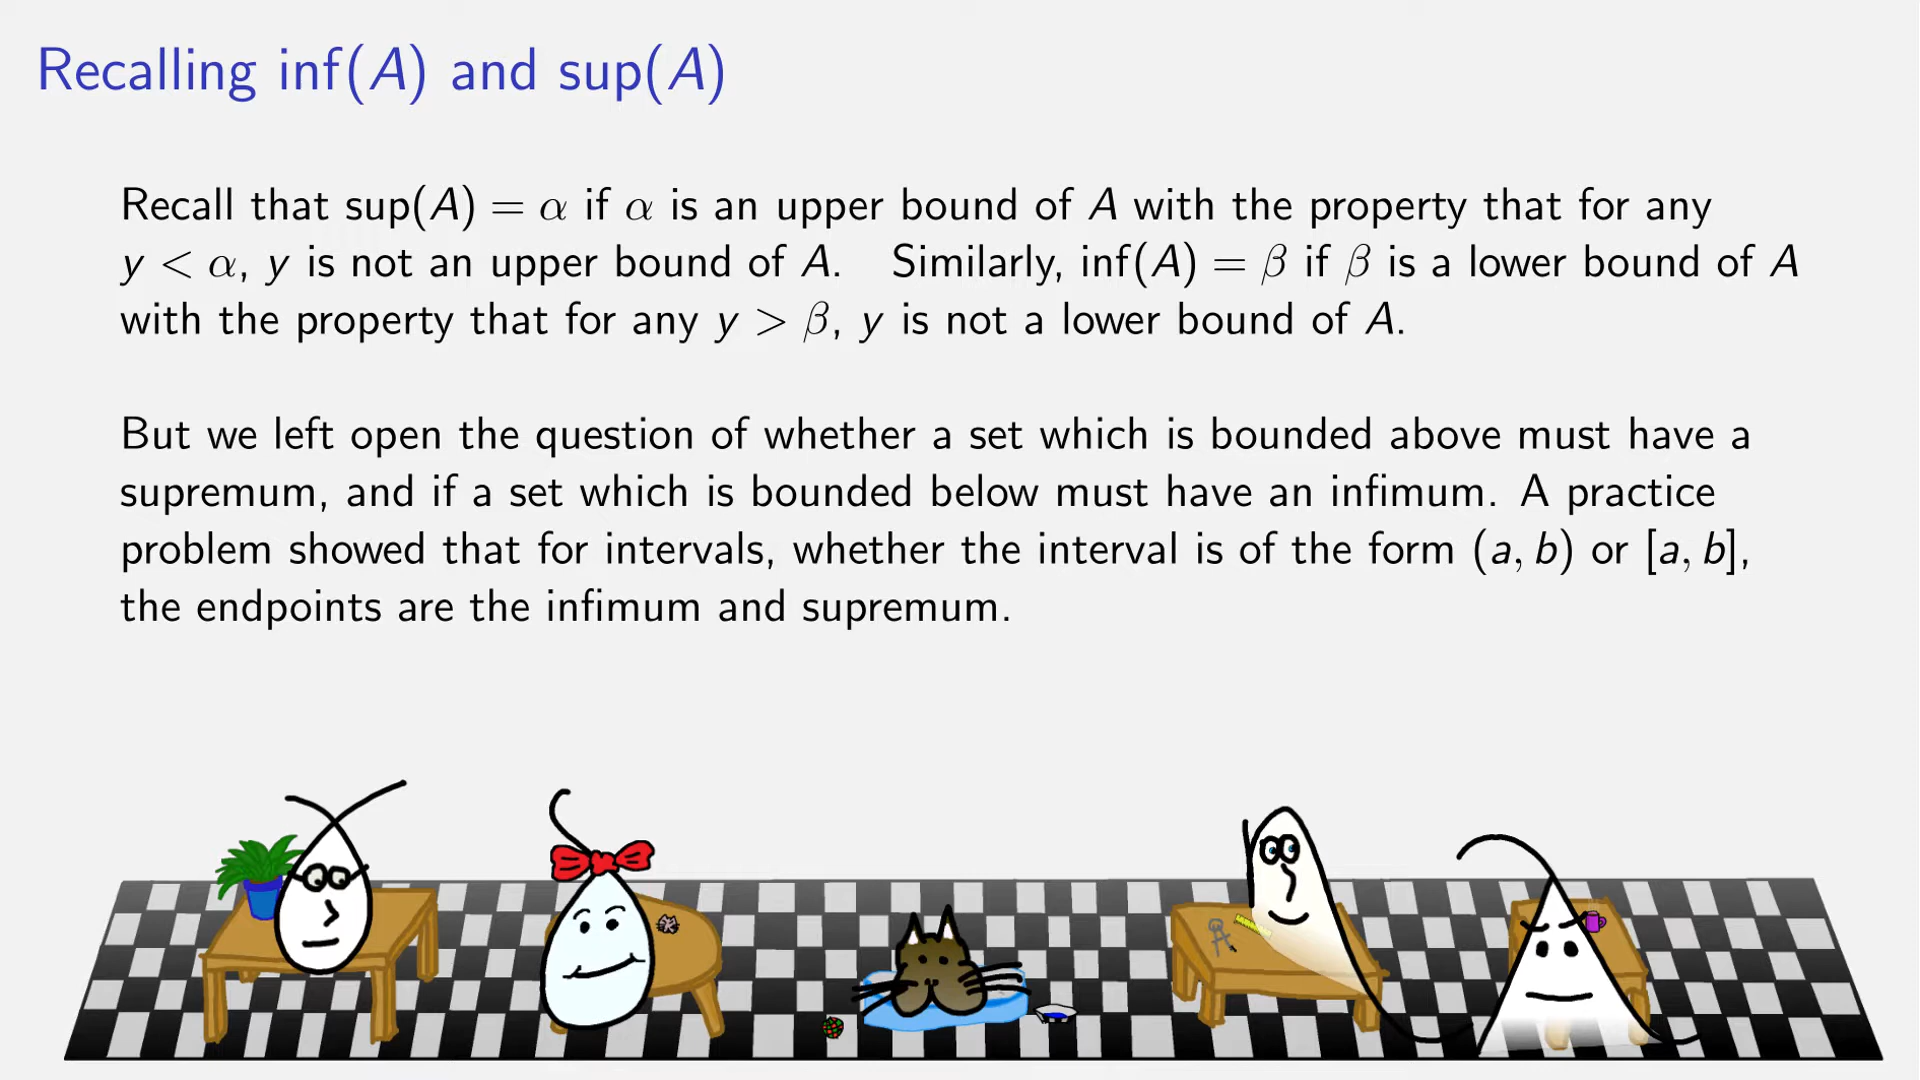 Recalling inf(A) and sup(A)
Recall that sup(A) = α if α is an upper bound of A with the property that for any
y < α, y is not an upper bound of A. Similarly, inf(A) = β if β is a lower bound of A
with the property that for any y > β, y is not a lower bound of A.
But we left open the question of whether a set which is bounded above must have a
supremum, and if a set which is bounded below must have an infimum. A practice
problem showed that for intervals, whether the interval is of the form (a, b) or [a, b],
the endpoints are the infimum and supremum.